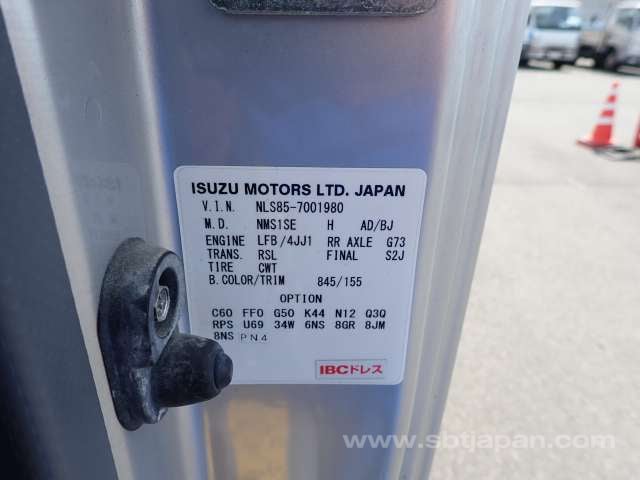 ISUZU MOTORS LTD. JAPAN
V.I.N. NLS85-7001980
M.D. NMS1SE H AD/BJ
ENGINE LFB/4JJ1 RR AXLE G73
TRANS. RSL FINAL S2J
TIRE CWT
B.COLOR/TRIM 845/155
OPTION
C60 FF0 G50 K44 N12 Q3Q
RPS U69 34W 6NS 8GR 8JM
8NS PN4
IBCドレス
www.sbtjapan.com